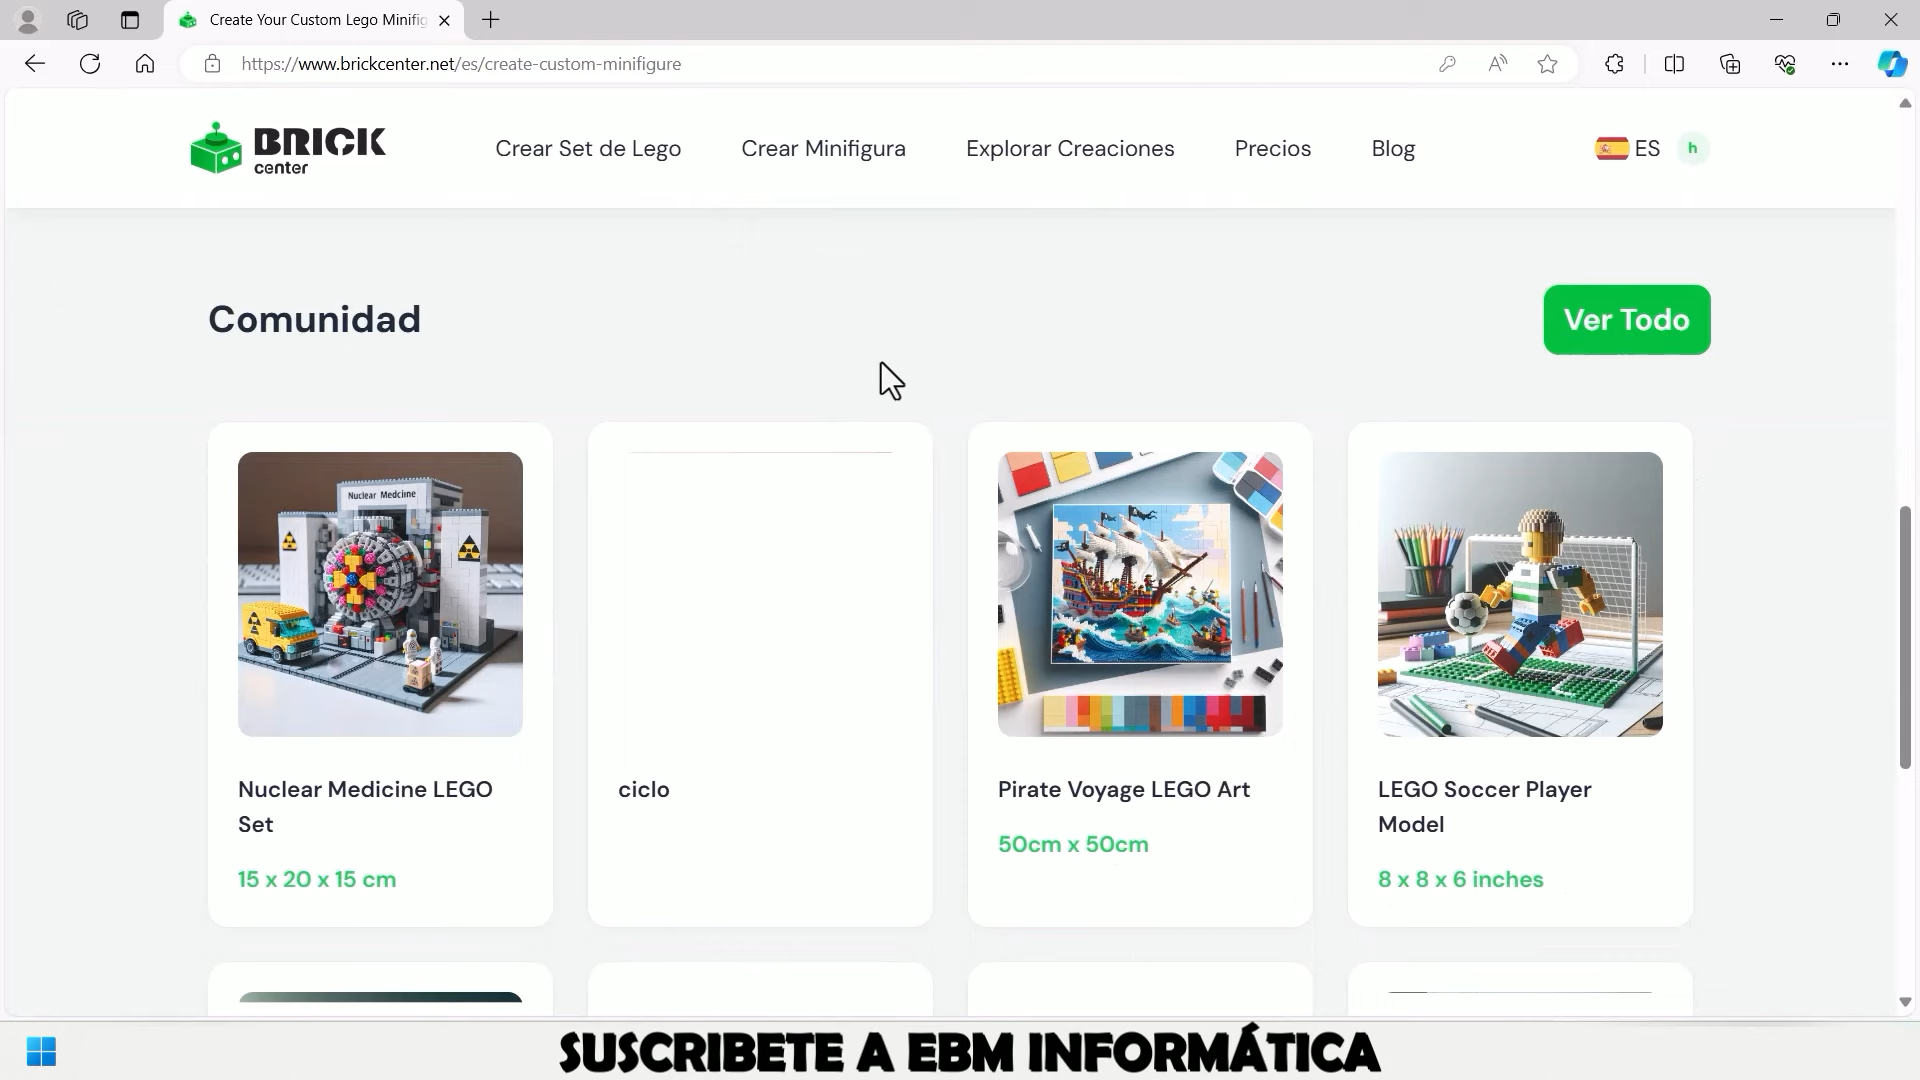 Create Your Custom Lego Minifig
https://www.brickcenter.net/es/create-custom-minifigure
BRICK
center
Crear Set de Lego
Crear Minifigura
Explorar Creaciones
Precios
Blog
ES
h
Comunidad
Ver Todo
Nuclear Medcine
Nuclear Medicine LEGO
Set
15 x 20 x 15 cm
ciclo
Pirate Voyage LEGO Art
50cm x 50cm
LEGO Soccer Player
Model
8 x 8 x 6 inches
SUSCRIBETE A EBM INFORMÁTICA